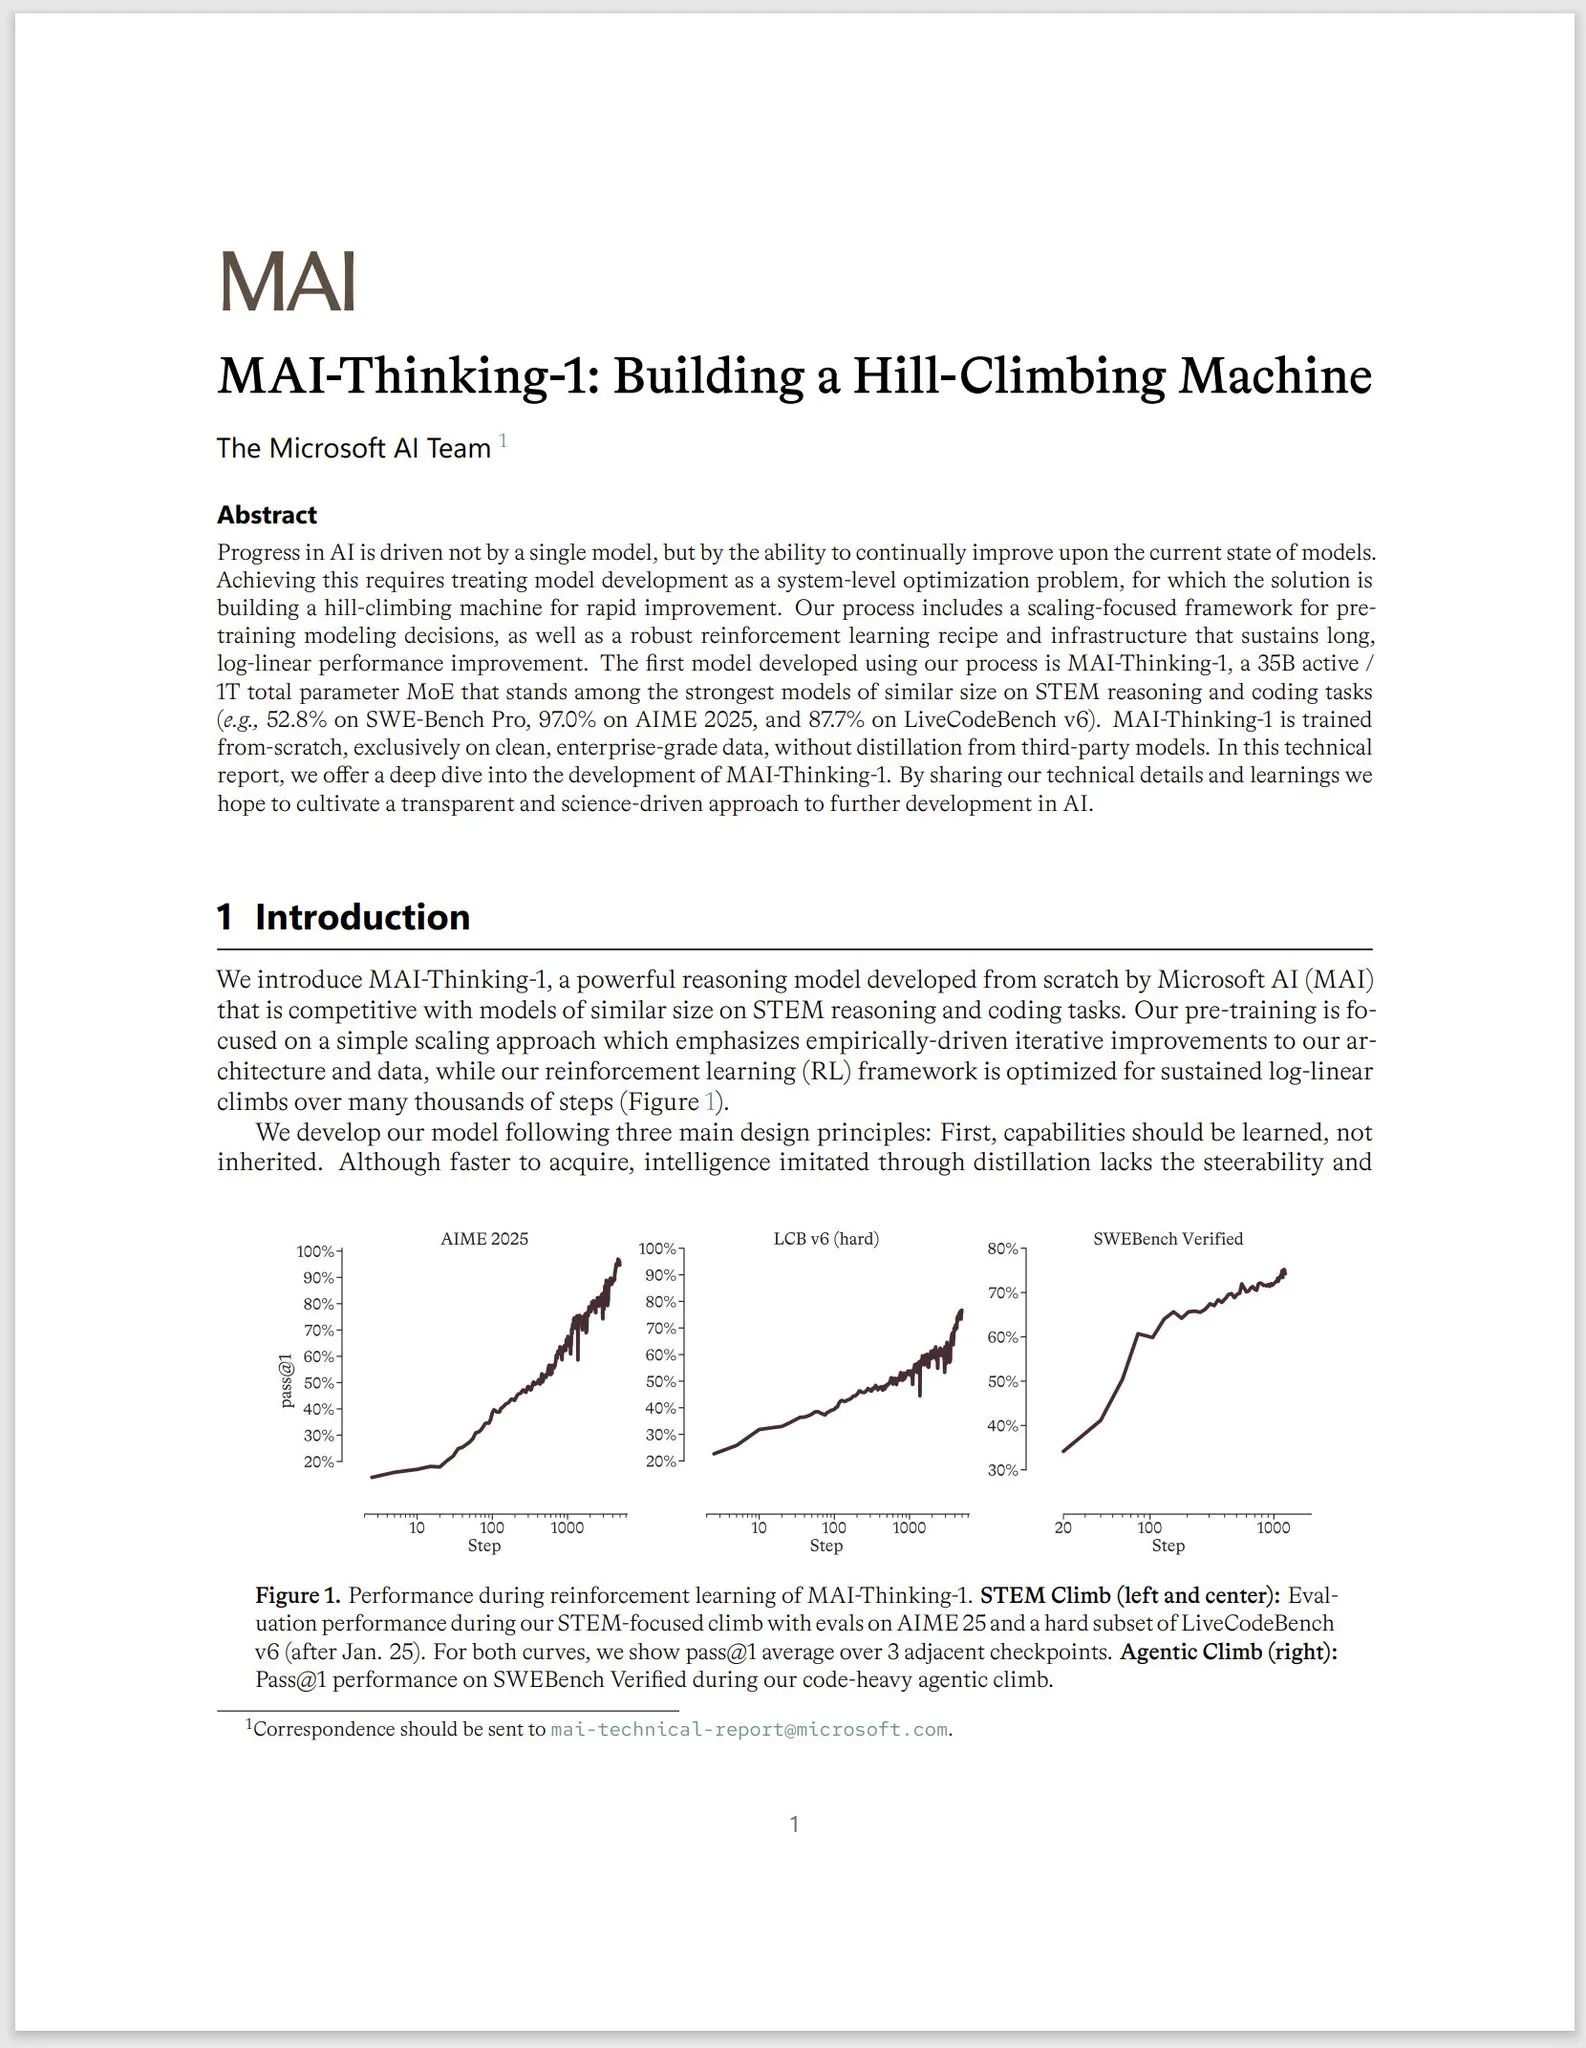 MAI
MAI-Thinking-1: Building a Hill-Climbing Machine
The Microsoft AI Team 1
Abstract
Progress in AI is driven not by a single model, but by the ability to continually improve upon the current state of models.
Achieving this requires treating model development as a system-level optimization problem, for which the solution is
building a hill-climbing machine for rapid improvement. Our process includes a scaling-focused framework for pre-
training modeling decisions, as well as a robust reinforcement learning recipe and infrastructure that sustains long,
log-linear performance improvement. The first model developed using our process is MAI-Thinking-1, a 35B active /
1T total parameter MoE that stands among the strongest models of similar size on STEM reasoning and coding tasks
(e.g., 52.8% on SWE-Bench Pro, 97.0% on AIME 2025, and 87.7% on LiveCodeBench v6). MAI-Thinking-1 is trained
from-scratch, exclusively on clean, enterprise-grade data, without distillation from third-party models. In this technical
report, we offer a deep dive into the development of MAI-Thinking-1. By sharing our technical details and learnings we
hope to cultivate a transparent and science-driven approach to further development in AI.
1 Introduction
We introduce MAI-Thinking-1, a powerful reasoning model developed from scratch by Microsoft AI (MAI)
that is competitive with models of similar size on STEM reasoning and coding tasks. Our pre-training is fo-
cused on a simple scaling approach which emphasizes empirically-driven iterative improvements to our ar-
chitecture and data, while our reinforcement learning (RL) framework is optimized for sustained log-linear
climbs over many thousands of steps (Figure 1).
We develop our model following three main design principles: First, capabilities should be learned, not
inherited. Although faster to acquire, intelligence imitated through distillation lacks the steerability and
AIME 2025
pass@1
100%
90%
80%
70%
60%
50%
40%
30%
20%
10 100 1000
Step
LCB v6 (hard)
100%
90%
80%
70%
60%
50%
40%
30%
20%
10 100 1000
Step
SWEBench Verified
80%
70%
60%
50%
40%
30%
20 100 1000
Step
Figure 1. Performance during reinforcement learning of MAI-Thinking-1. STEM Climb (left and center): Eval-
uation performance during our STEM-focused climb with evals on AIME 25 and a hard subset of LiveCodeBench
v6 (after Jan. 25). For both curves, we show pass@1 average over 3 adjacent checkpoints. Agentic Climb (right):
Pass@1 performance on SWEBench Verified during our code-heavy agentic climb.
1Correspondence should be sent to mai-technical-report@microsoft.com.
1